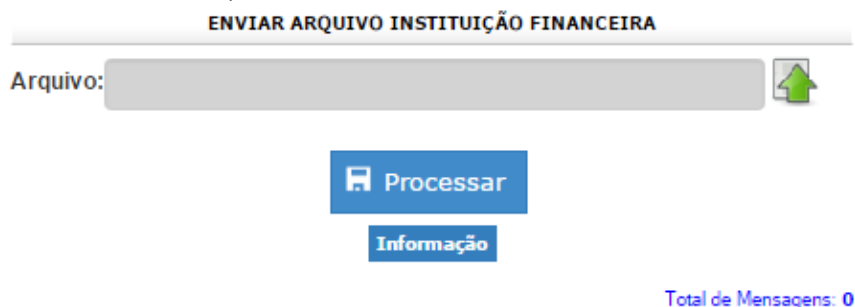 ENVIAR ARQUIVO INSTITUIÇÃO FINANCEIRA
Arquivo:
Processar
Informação
Total de Mensagens: 0